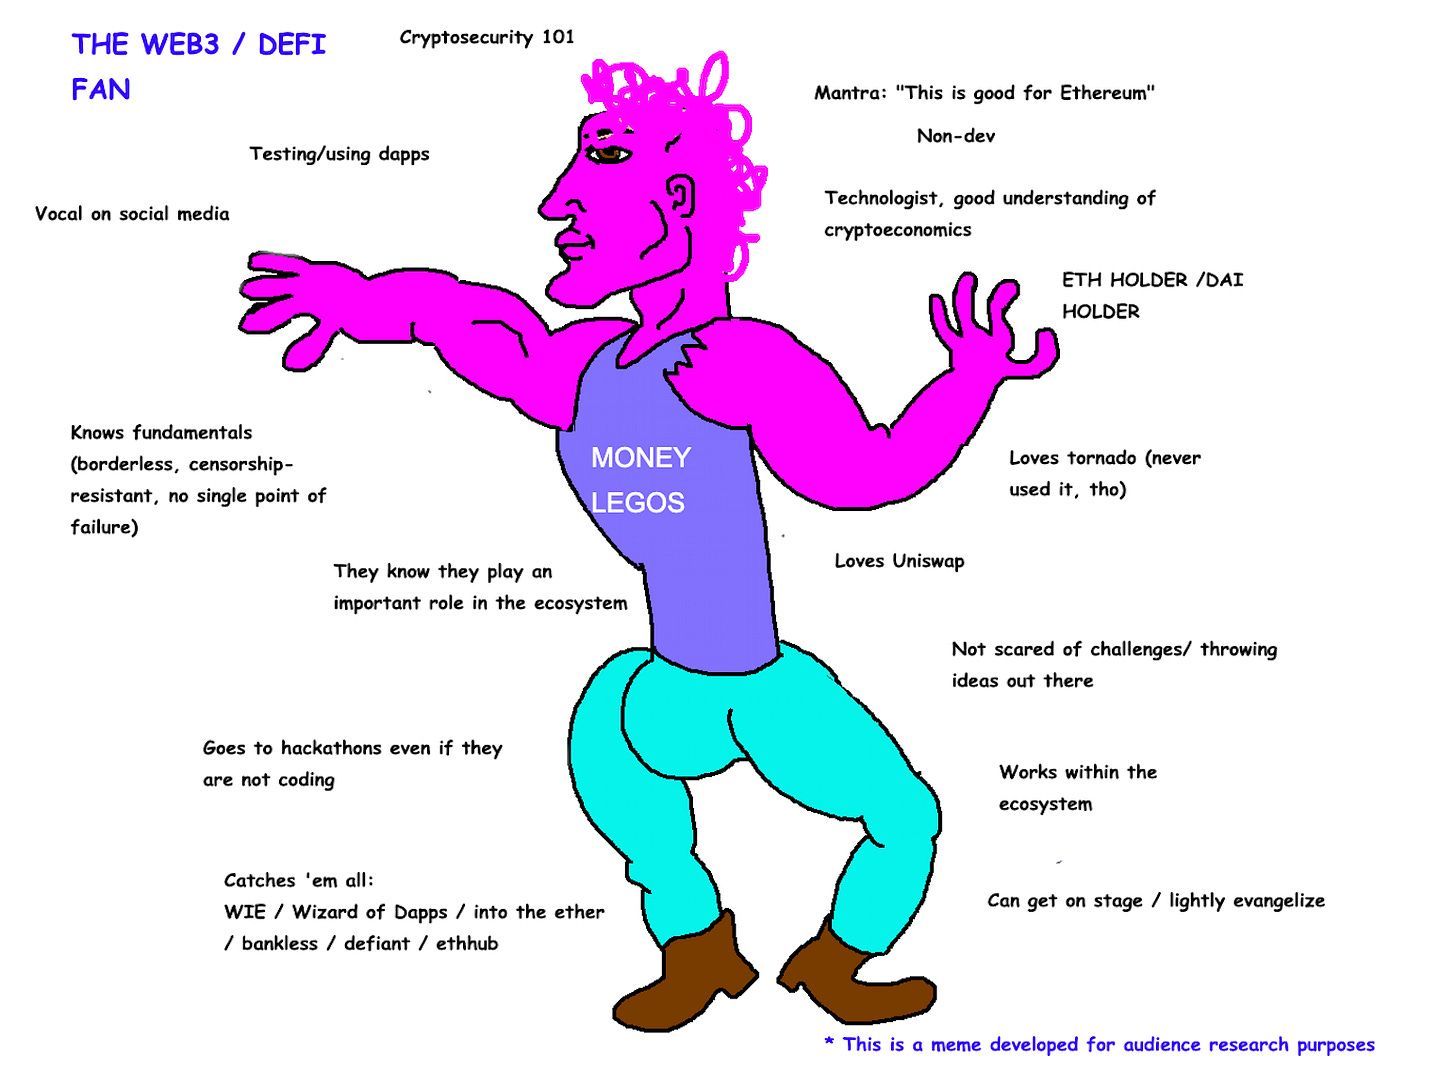 THE WEB3 / DEFI
FAN
Cryptosecurity 101
Mantra: "This is good for Ethereum"
Non-dev
Testing/using dapps
Technologist, good understanding of
cryptoeconomics
Vocal on social media
ETH HOLDER /DAI
HOLDER
Knows fundamentals
(borderless, censorship-
resistant, no single point of
failure)
MONEY
LEGOS
Loves tornado (never
used it, tho)
Loves Uniswap
They know they play an
important role in the ecosystem
Not scared of challenges/ throwing
ideas out there
Goes to hackathons even if they
are not coding
Works within the
ecosystem
Catches 'em all:
WIE / Wizard of Dapps / into the ether
/ bankless / defiant / ethhub
Can get on stage / lightly evangelize
* This is a meme developed for audience research purposes